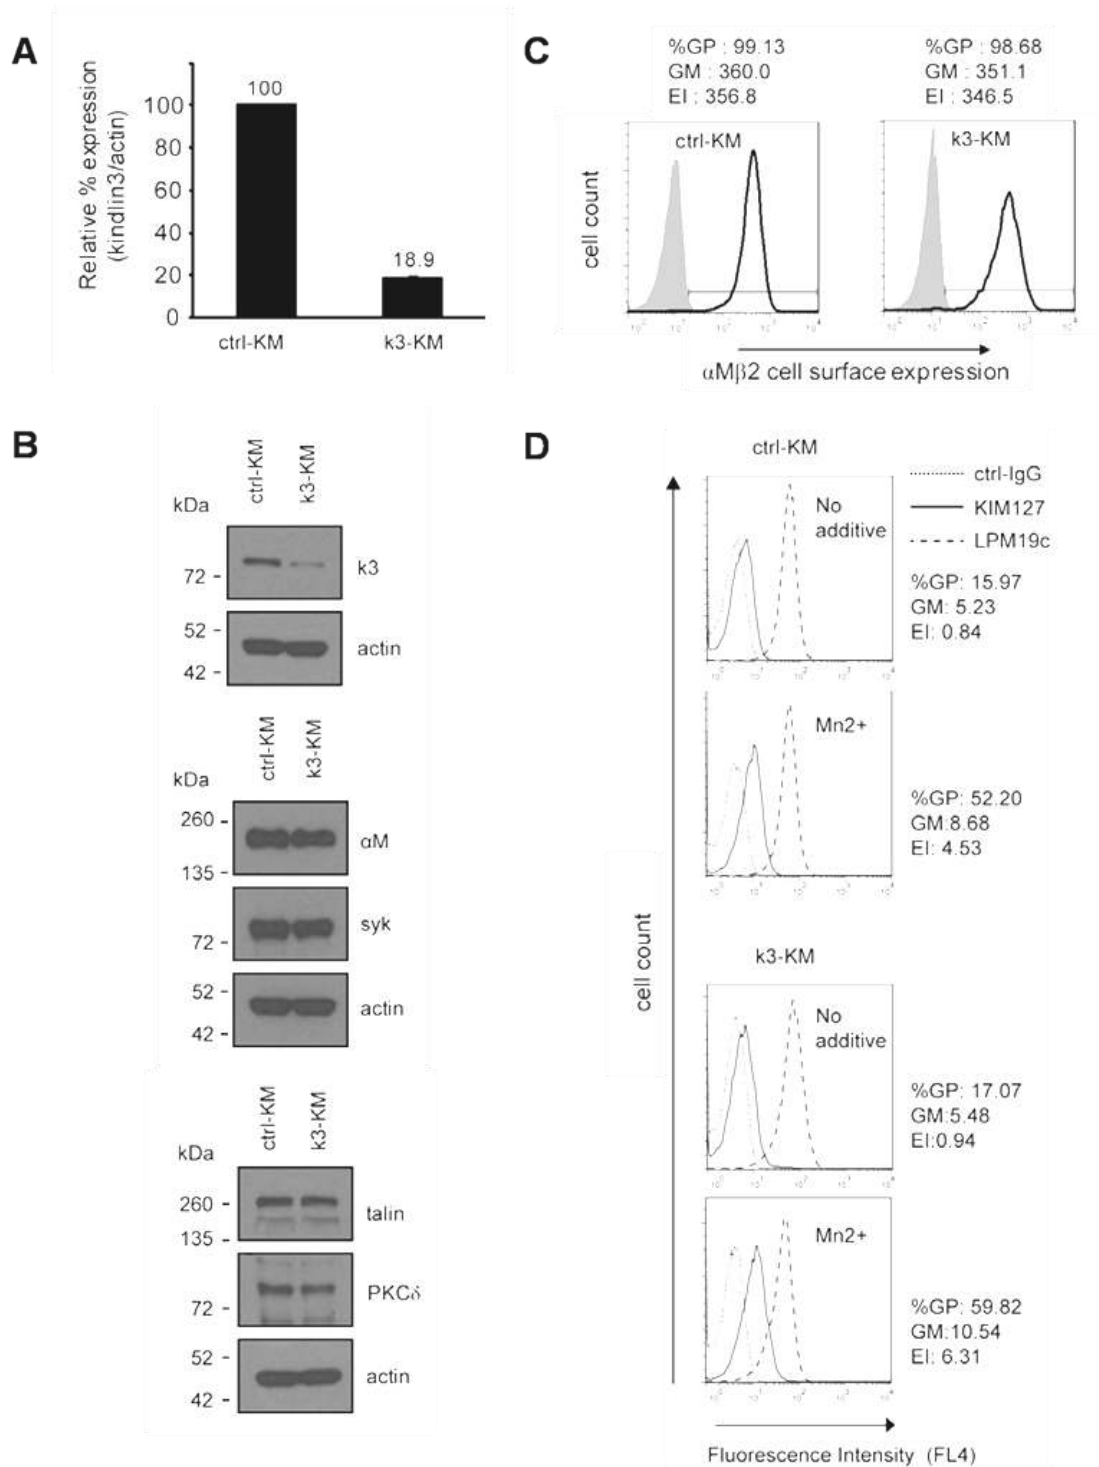 A
Relative % expression
(kindlin3/actin)
100
80
60
40
20
0
100
18.9
ctrl-KM
k3-KM
B
ctrl-KM
k3-KM
kDa
72 -
k3
52 -
42 -
actin
ctrl-KM
k3-KM
kDa
260 -
135 -
αM
72 -
syk
52 -
42 -
actin
ctrl-KM
k3-KM
kDa
260 -
135 -
talin
72 -
PKCδ
52 -
42 -
actin
C
%GP : 99.13
GM : 360.0
EI : 356.8
%GP : 98.68
GM : 351.1
EI : 346.5
ctrl-KM
k3-KM
cell count
αMβ2 cell surface expression
D
ctrl-KM
No
additive
ctrl-IgG
KIM127
LPM19c
%GP: 15.97
GM: 5.23
EI: 0.84
Mn2+
%GP: 52.20
GM:8.68
EI: 4.53
cell count
k3-KM
No
additive
%GP: 17.07
GM:5.48
EI:0.94
Mn2+
%GP: 59.82
GM:10.54
EI: 6.31
Fluorescence Intensity (FL4)